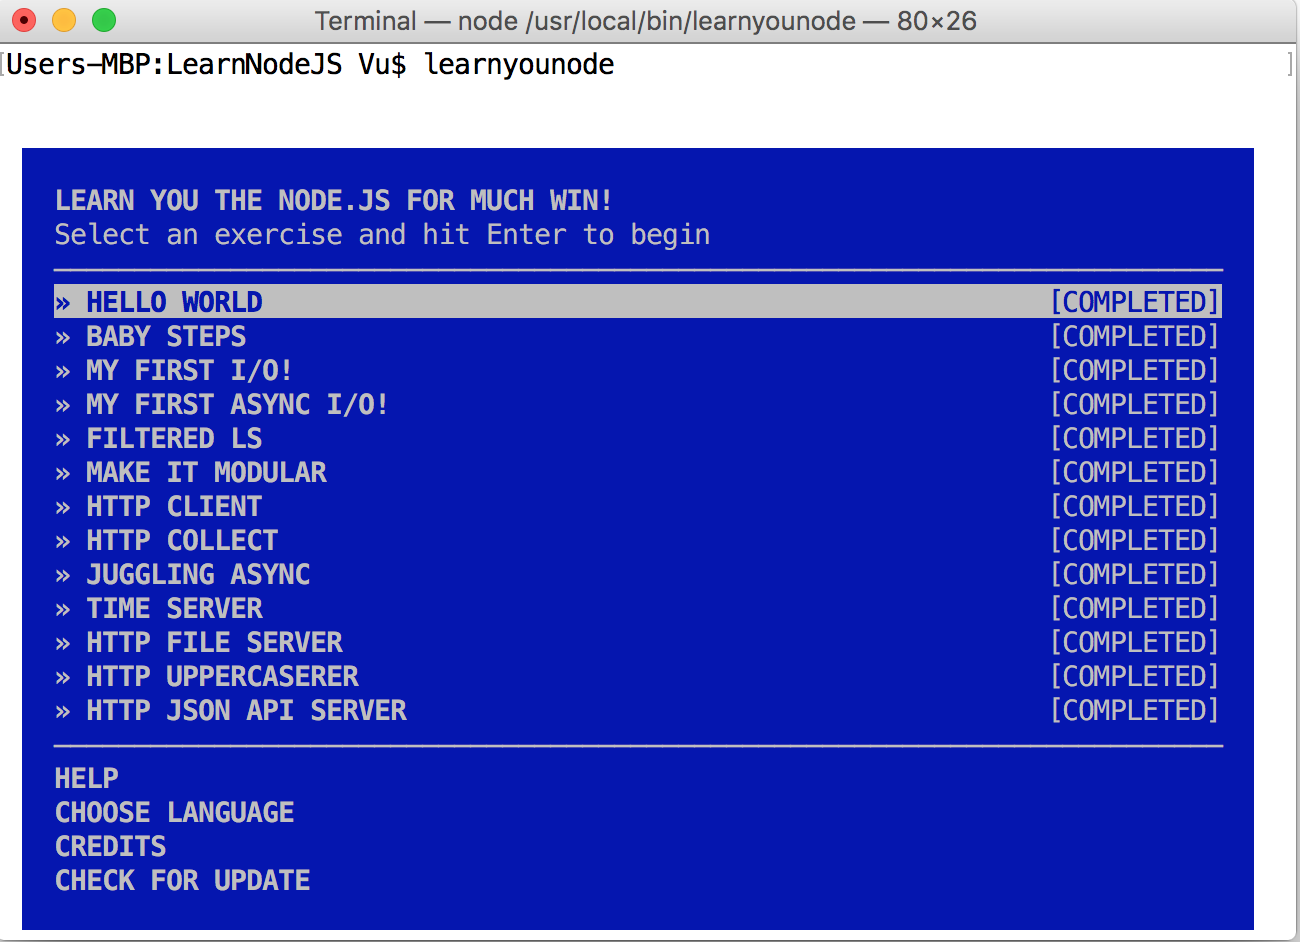 Terminal — node /usr/local/bin/learnyounode — 80×26
[Users—MBP:LearnNodeJS Vu$ learnyounode ]
LEARN YOU THE NODE.JS FOR MUCH WIN!
Select an exercise and hit Enter to begin
» HELLO WORLD [COMPLETED]
» BABY STEPS [COMPLETED]
» MY FIRST I/O! [COMPLETED]
» MY FIRST ASYNC I/O! [COMPLETED]
» FILTERED LS [COMPLETED]
» MAKE IT MODULAR [COMPLETED]
» HTTP CLIENT [COMPLETED]
» HTTP COLLECT [COMPLETED]
» JUGGLING ASYNC [COMPLETED]
» TIME SERVER [COMPLETED]
» HTTP FILE SERVER [COMPLETED]
» HTTP UPPERCASERER [COMPLETED]
» HTTP JSON API SERVER [COMPLETED]
HELP
CHOOSE LANGUAGE
CREDITS
CHECK FOR UPDATE